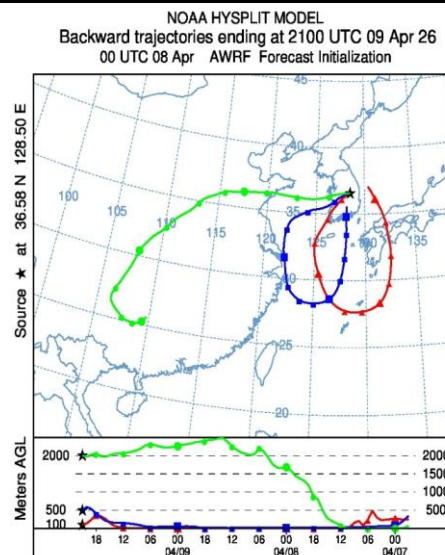 NOAA HYSPLIT MODEL
Backward trajectories ending at 2100 UTC 09 Apr 26
00 UTC 08 Apr AWRF Forecast Initialization
Source ★ at 36.58 N 128.50 E
45
100
105
110
115
120
125
130
135
35
30
25
20
Meters AGL
2000
500
100
2000
1500
1000
500
18 12 06 00 18 12 06 00 18 12 06 00
04/09 04/08 04/07